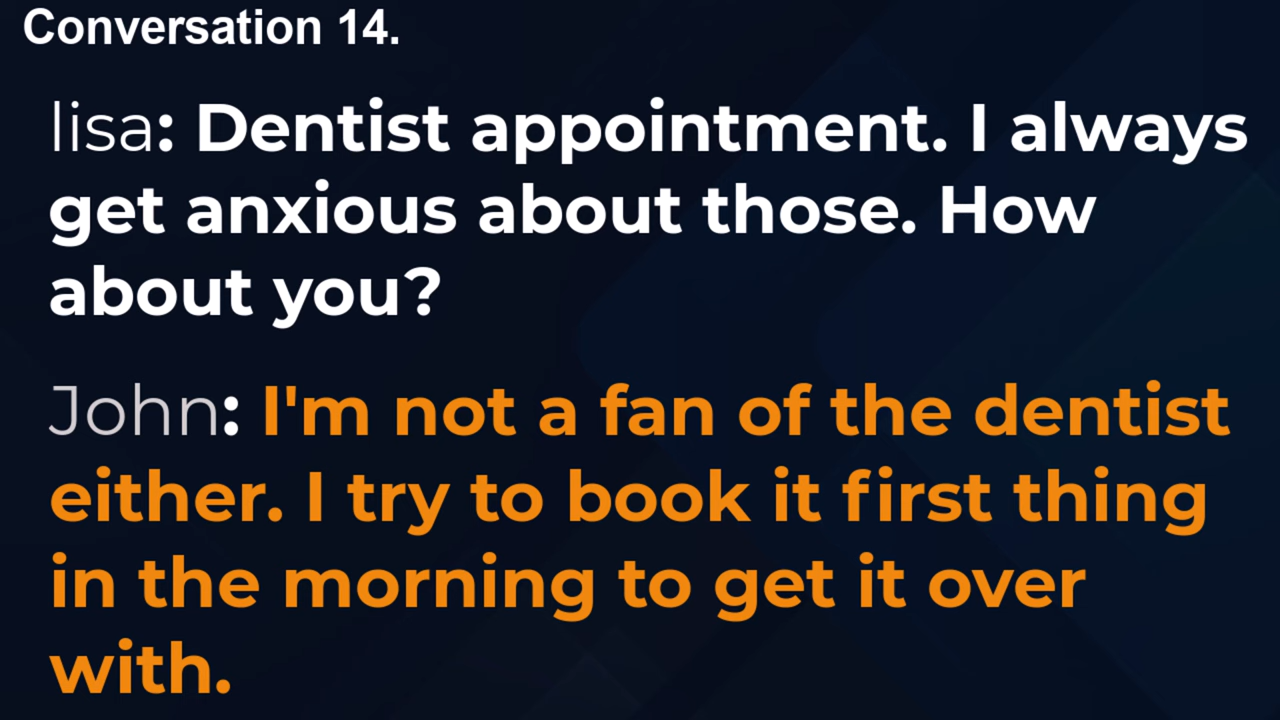 Conversation 14.
lisa: Dentist appointment. I always
get anxious about those. How
about you?
John: I'm not a fan of the dentist
either. I try to book it first thing
in the morning to get it over
with.